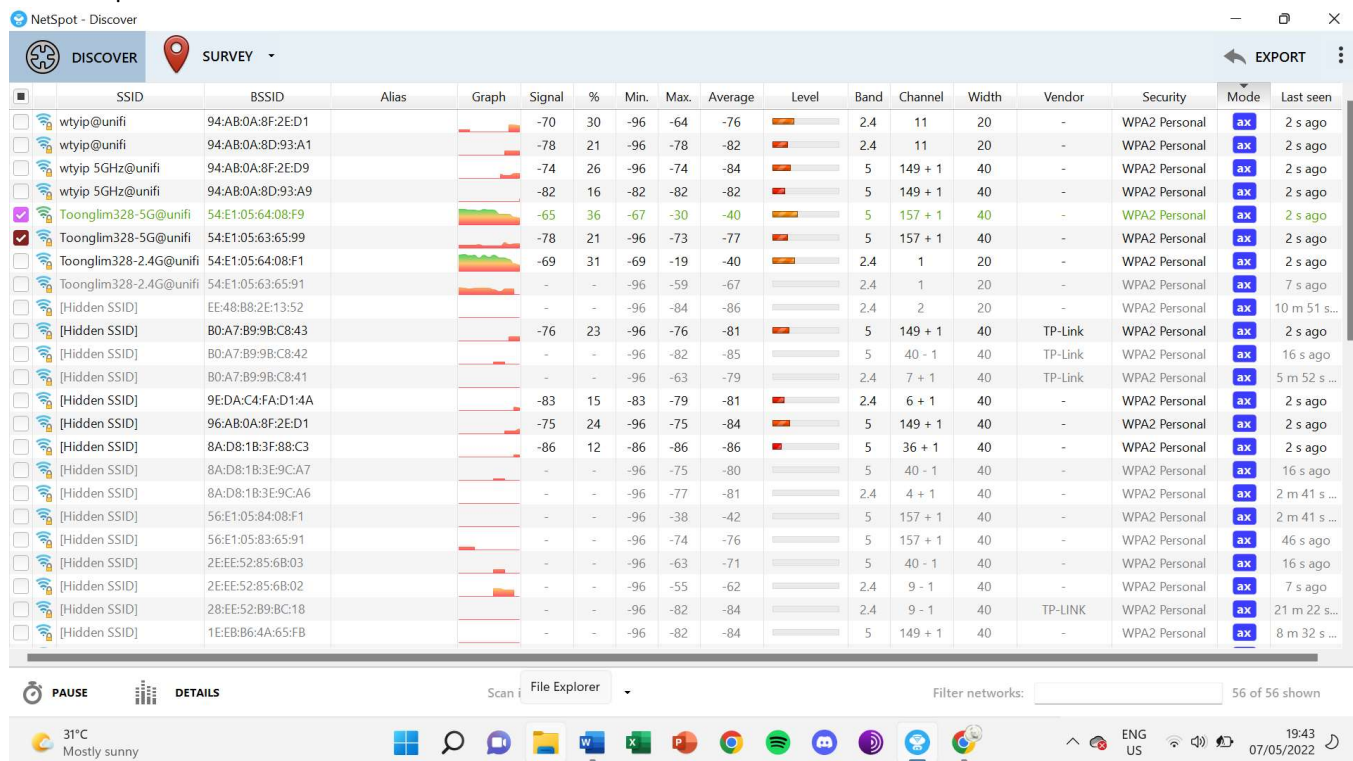 NetSpot - Discover
DISCOVER SURVEY EXPORT
SSID BSSID Alias Graph Signal % Min. Max. Average Level Band Channel Width Vendor Security Mode Last seen
wtyip@unifi 94:AB:0A:8F:2E:D1 -70 30 -96 -64 -76 2.4 11 20 - WPA2 Personal ax 2 s ago
wtyip@unifi 94:AB:0A:8D:93:A1 -78 21 -96 -78 -82 2.4 11 20 - WPA2 Personal ax 2 s ago
wtyip 5GHz@unifi 94:AB:0A:8F:2E:D9 -74 26 -96 -74 -84 5 149 + 1 40 - WPA2 Personal ax 2 s ago
wtyip 5GHz@unifi 94:AB:0A:8D:93:A9 -82 16 -82 -82 -82 5 149 + 1 40 - WPA2 Personal ax 2 s ago
Toonglim328-5G@unifi 54:E1:05:64:08:F9 -65 36 -67 -30 -40 5 157 + 1 40 - WPA2 Personal ax 2 s ago
Toonglim328-5G@unifi 54:E1:05:63:65:99 -78 21 -96 -73 -77 5 157 + 1 40 - WPA2 Personal ax 2 s ago
Toonglim328-2.4G@unifi 54:E1:05:64:08:F1 -69 31 -69 -19 -40 2.4 1 20 - WPA2 Personal ax 2 s ago
Toonglim328-2.4G@unifi 54:E1:05:63:65:91 - - -96 -59 -67 2.4 1 20 - WPA2 Personal ax 7 s ago
[Hidden SSID] EE:48:B8:2E:13:52 - - -96 -84 -86 2.4 2 20 - WPA2 Personal ax 10 m 51 s...
[Hidden SSID] B0:A7:B9:9B:C8:43 -76 23 -96 -76 -81 5 149 + 1 40 TP-Link WPA2 Personal ax 2 s ago
[Hidden SSID] B0:A7:B9:9B:C8:42 - - -96 -82 -85 5 40 - 1 40 TP-Link WPA2 Personal ax 16 s ago
[Hidden SSID] B0:A7:B9:9B:C8:41 - - -96 -63 -79 2.4 7 + 1 40 TP-Link WPA2 Personal ax 5 m 52 s ...
[Hidden SSID] 9E:DA:C4:FA:D1:4A -83 15 -83 -79 -81 2.4 6 + 1 40 - WPA2 Personal ax 2 s ago
[Hidden SSID] 96:AB:0A:8F:2E:D1 -75 24 -96 -75 -84 5 149 + 1 40 - WPA2 Personal ax 2 s ago
[Hidden SSID] 8A:D8:1B:3F:88:C3 -86 12 -86 -86 -86 5 36 + 1 40 - WPA2 Personal ax 2 s ago
[Hidden SSID] 8A:D8:1B:3E:9C:A7 - - -96 -75 -80 5 40 - 1 40 - WPA2 Personal ax 16 s ago
[Hidden SSID] 8A:D8:1B:3E:9C:A6 - - -96 -77 -81 2.4 4 + 1 40 - WPA2 Personal ax 2 m 41 s ...
[Hidden SSID] 56:E1:05:84:08:F1 - - -96 -38 -42 5 157 + 1 40 - WPA2 Personal ax 2 m 41 s ...
[Hidden SSID] 56:E1:05:83:65:91 - - -96 -74 -76 5 157 + 1 40 - WPA2 Personal ax 46 s ago
[Hidden SSID] 2E:EE:52:85:6B:03 - - -96 -63 -71 5 40 - 1 40 - WPA2 Personal ax 16 s ago
[Hidden SSID] 2E:EE:52:85:6B:02 - - -96 -55 -62 2.4 9 - 1 40 - WPA2 Personal ax 7 s ago
[Hidden SSID] 28:EE:52:B9:BC:18 - - -96 -82 -84 2.4 9 - 1 40 TP-LINK WPA2 Personal ax 21 m 22 s...
[Hidden SSID] 1E:EB:B6:4A:65:FB - - -96 -82 -84 5 149 + 1 40 - WPA2 Personal ax 8 m 32 s ...
PAUSE DETAILS Scan i File Explorer Filter networks: 56 of 56 shown
31°C
Mostly sunny
ENG
US
19:43
07/05/2022